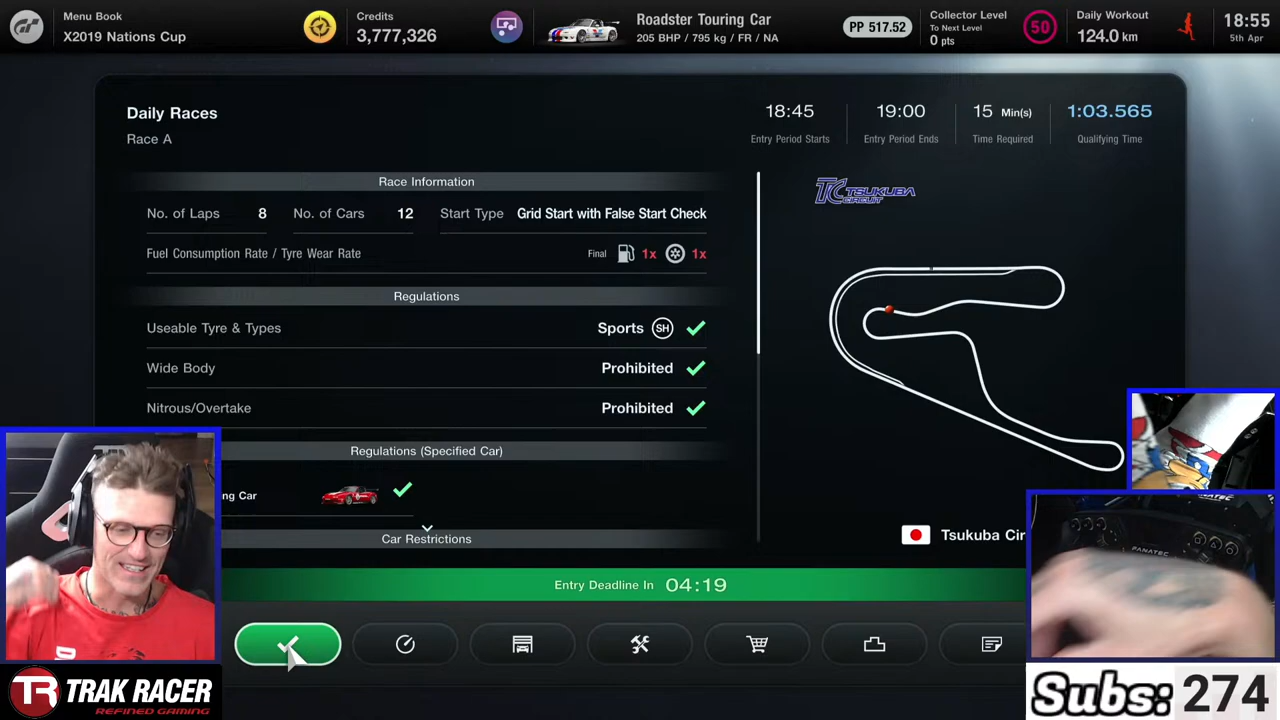 Menu Book
X2019 Nations Cup
Credits
3,777,326
Roadster Touring Car
205 BHP / 795 kg / FR / NA
PP 517.52
Collector Level
To Next Level
0 pts
50
Daily Workout
124.0 km
18:55
5th Apr
Daily Races
Race A
18:45
Entry Period Starts
19:00
Entry Period Ends
15 Min(s)
Time Required
1:03.565
Qualifying Time
Race Information
No. of Laps 8 No. of Cars 12 Start Type Grid Start with False Start Check
Fuel Consumption Rate / Tyre Wear Rate Final 1x 1x
Regulations
Useable Tyre & Types Sports SH
Wide Body Prohibited
Nitrous/Overtake Prohibited
Regulations (Specified Car)
ng Car
Car Restrictions
TC TSUKUBA
CIRCUIT
Tsukuba Cir
Entry Deadline In 04:19
FANATEC
FANATEC
TR TRAK RACER
REFINED GAMING
Subs: 274